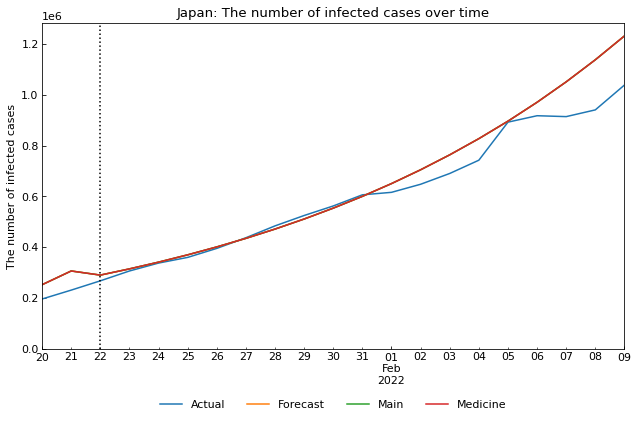 Japan: The number of infected cases over time
1e6
The number of infected cases
1.2
1.0
0.8
0.6
0.4
0.2
0.0
20 21 22 23 24 25 26 27 28 29 30 31 01 02 03 04 05 06 07 08 09
Feb
2022
Actual Forecast Main Medicine